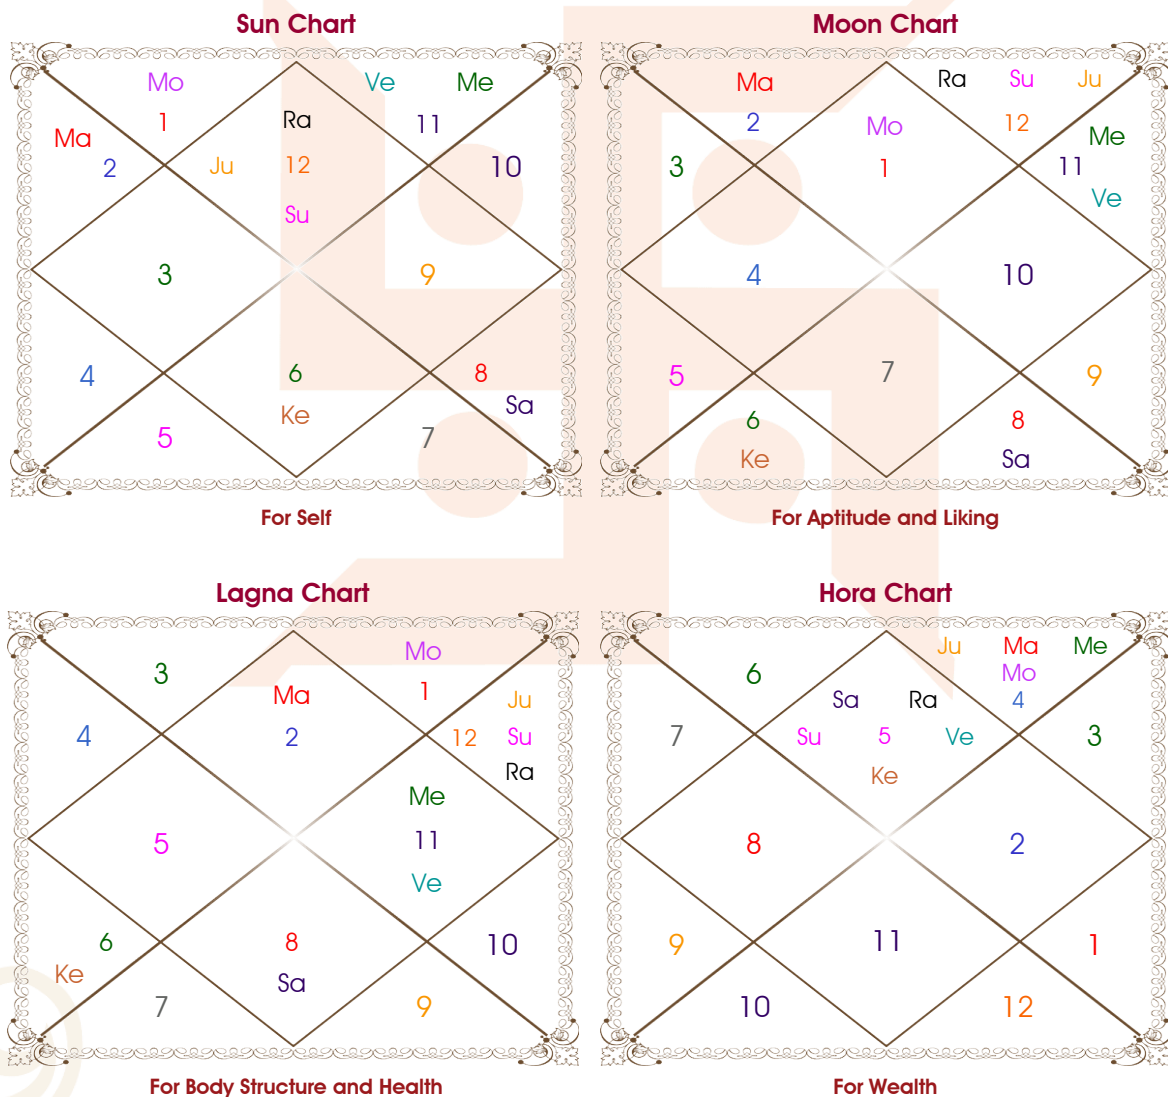 Sun Chart
Mo Ve Me
Ma 1 Ra 11
2 Ju 12 10
Su
3 9
4 6 8
Ke Sa
5 7
For Self
Moon Chart
Ma Ra Su Ju
2 Mo 12 Me
3 1 11
Ve
4 10
5 7 9
6 8
Ke Sa
For Aptitude and Liking
Lagna Chart
Mo
3 Ma 1 Ju
4 2 12 Su
Ra
Me
5 11
Ve
6 8 10
Ke Sa
7 9
For Body Structure and Health
Hora Chart
Ju Ma Me
6 Mo
Sa Ra 4
7 Su 5 Ve 3
Ke
8 2
9 11 1
10 12
For Wealth